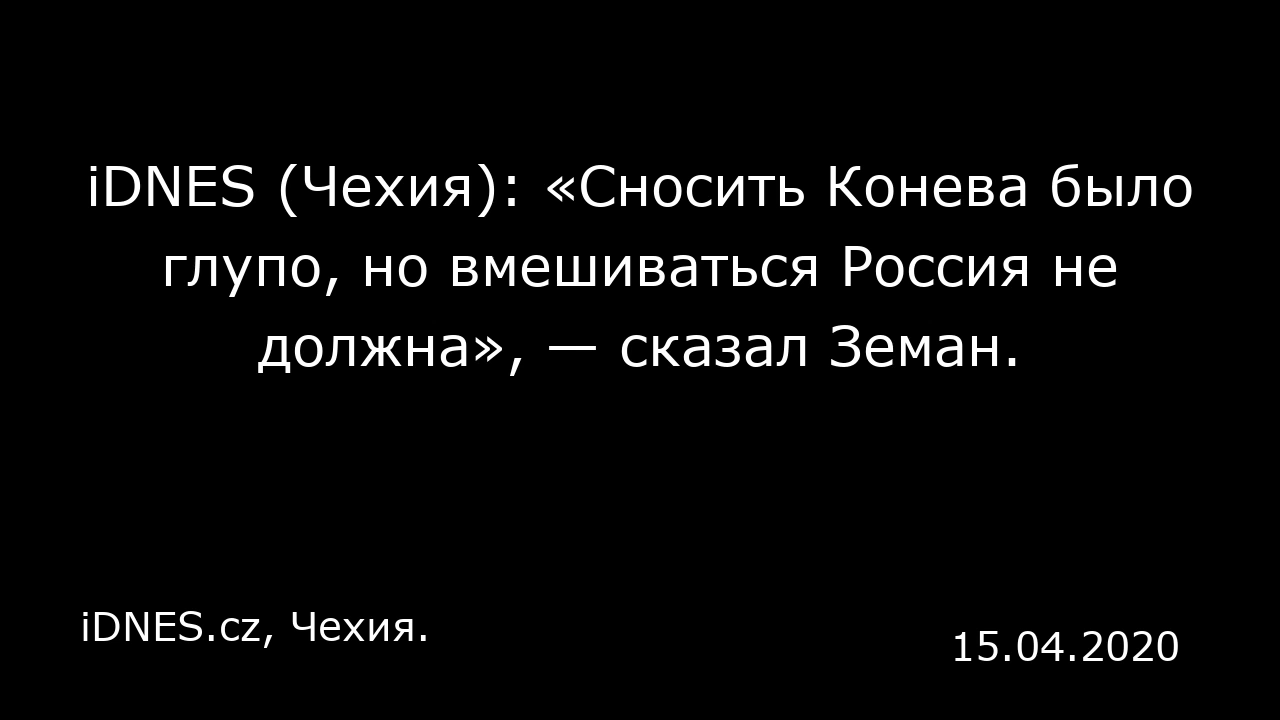 iDNES (Чехия): «Сносить Конева было
глупо, но вмешиваться Россия не
должна», — сказал Земан.
iDNES.cz, Чехия.
15.04.2020